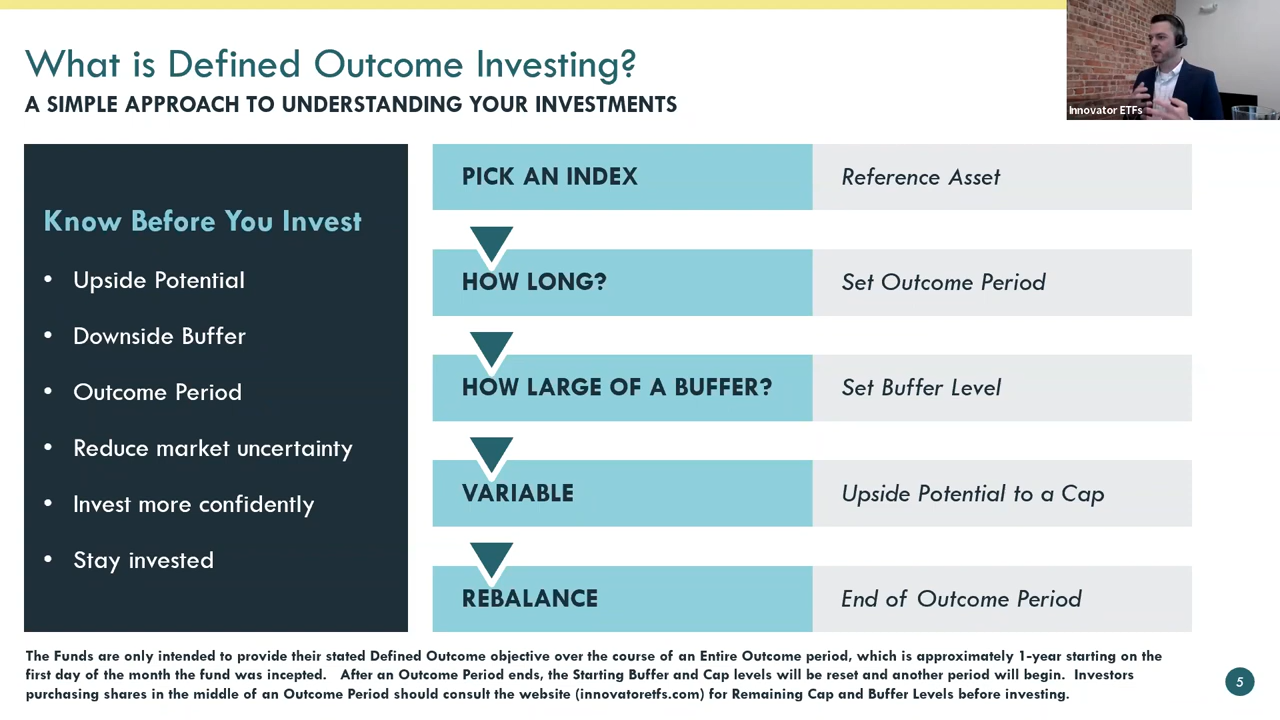 What is Defined Outcome Investing?
A SIMPLE APPROACH TO UNDERSTANDING YOUR INVESTMENTS
Innovator ETFs
Know Before You Invest
• Upside Potential
• Downside Buffer
• Outcome Period
• Reduce market uncertainty
• Invest more confidently
• Stay invested
PICK AN INDEX
Reference Asset
HOW LONG?
Set Outcome Period
HOW LARGE OF A BUFFER?
Set Buffer Level
VARIABLE
Upside Potential to a Cap
REBALANCE
End of Outcome Period
The Funds are only intended to provide their stated Defined Outcome objective over the course of an Entire Outcome period, which is approximately 1-year starting on the
first day of the month the fund was incepted. After an Outcome Period ends, the Starting Buffer and Cap levels will be reset and another period will begin. Investors
purchasing shares in the middle of an Outcome Period should consult the website (innovatoretfs.com) for Remaining Cap and Buffer Levels before investing.
5